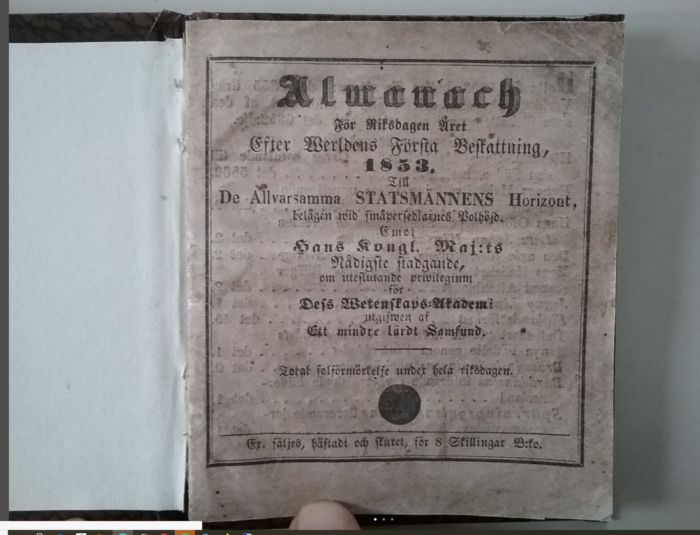 Almanach
För Riksdagen Året
Efter Werldens Första Beskattning,
1853.
Till
De Allvarsamma STATSMÄNNENS Horizont,
belägen wid småpersedlarnes Polhöjd.
Emot
Hans Kongl. Maj:ts
Nådigste stadgande,
om uteslutande privilegium
för
Dess Wetenskaps-Akademi
utgifwen af
Ett mindre lärdt Samfund.
Total solförmörkelse under hela riksdagen.
Ex. säljes, häftadt och skuret, för 8 Skillingar B:ko.